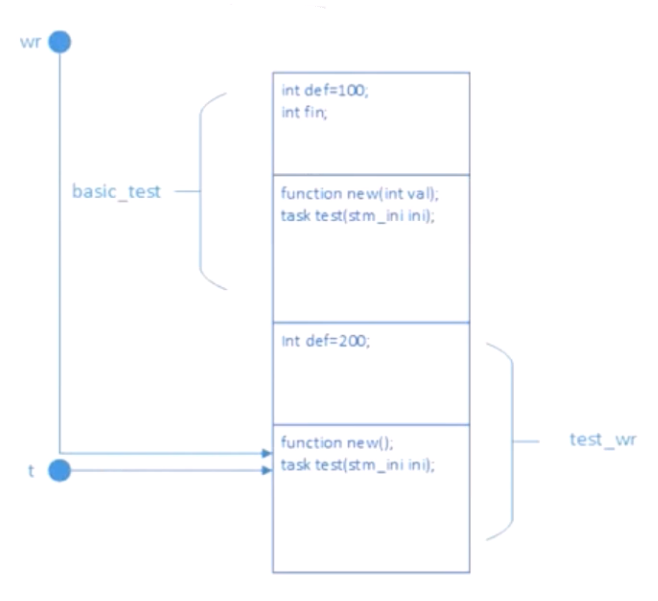 wr
int def=100;
int fin;
basic_test
function new(int val);
task test(stm_ini ini);
int def=200;
test_wr
function new();
task test(stm_ini ini);
t